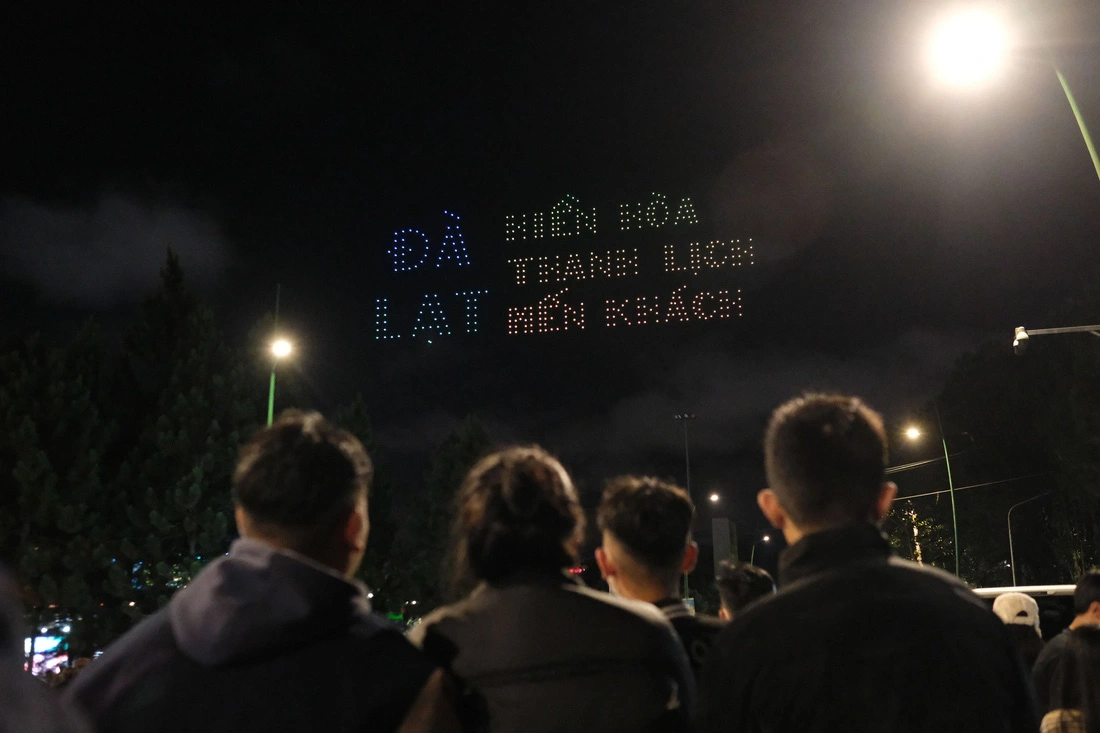 ĐÀ
LẠT
HIỀN HÒA
THANH LỊCH
MẾN KHÁCH